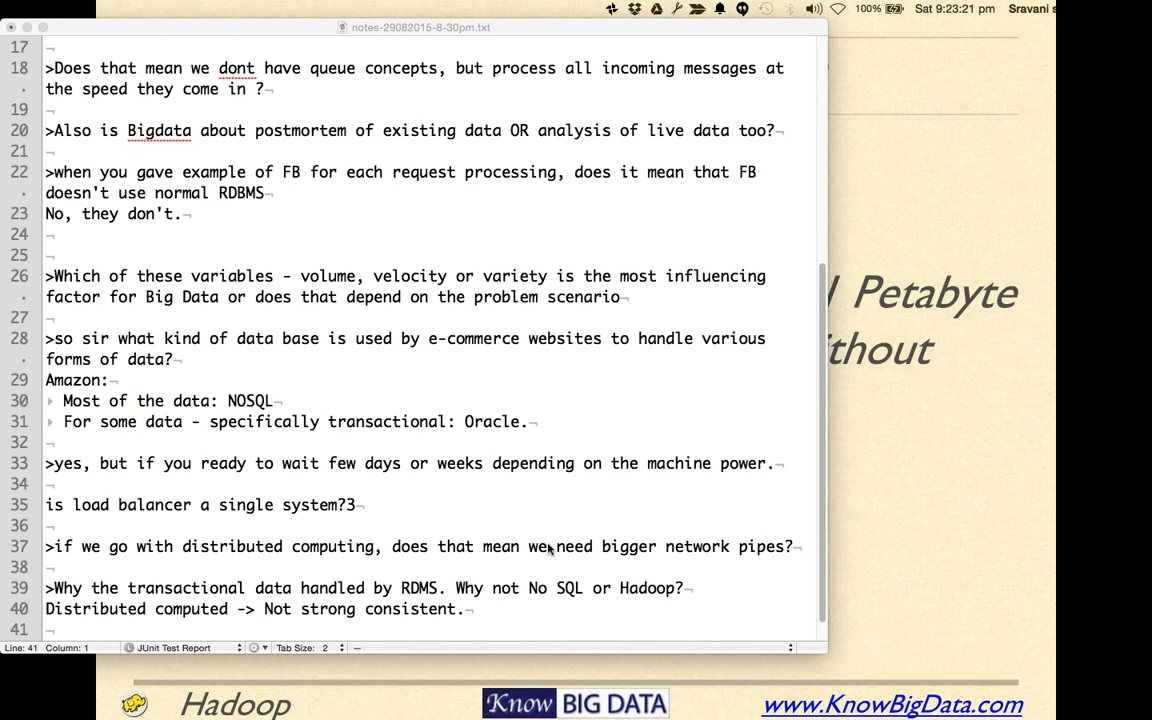 100% Sat 9:23:21 pm Sravani s
notes-29082015-8-30pm.txt
17 ¬
18 >Does that mean we dont have queue concepts, but process all incoming messages at
the speed they come in ?¬
19 ¬
20 >Also is Bigdata about postmortem of existing data OR analysis of live data too?¬
21 ¬
22 >when you gave example of FB for each request processing, does it mean that FB
doesn't use normal RDBMS¬
23 No, they don't.¬
24 ¬
25 ¬
26 >Which of these variables - volume, velocity or variety is the most influencing
factor for Big Data or does that depend on the problem scenario¬
27 ¬
28 >so sir what kind of data base is used by e-commerce websites to handle various
forms of data?¬
29 Amazon:¬
30 Most of the data: NOSQL¬
31 For some data - specifically transactional: Oracle.¬
32 ¬
33 >yes, but if you ready to wait few days or weeks depending on the machine power.¬
34 ¬
35 is load balancer a single system?3¬
36 ¬
37 >if we go with distributed computing, does that mean we need bigger network pipes?¬
38 ¬
39 >Why the transactional data handled by RDMS. Why not No SQL or Hadoop?¬
40 Distributed computed -> Not strong consistent.¬
41 ¬
Line: 41 Column: 1 JUnit Test Report Tab Size: 2 —
Petabyte
ithout
Hadoop
Know BIG DATA
www.KnowBigData.com